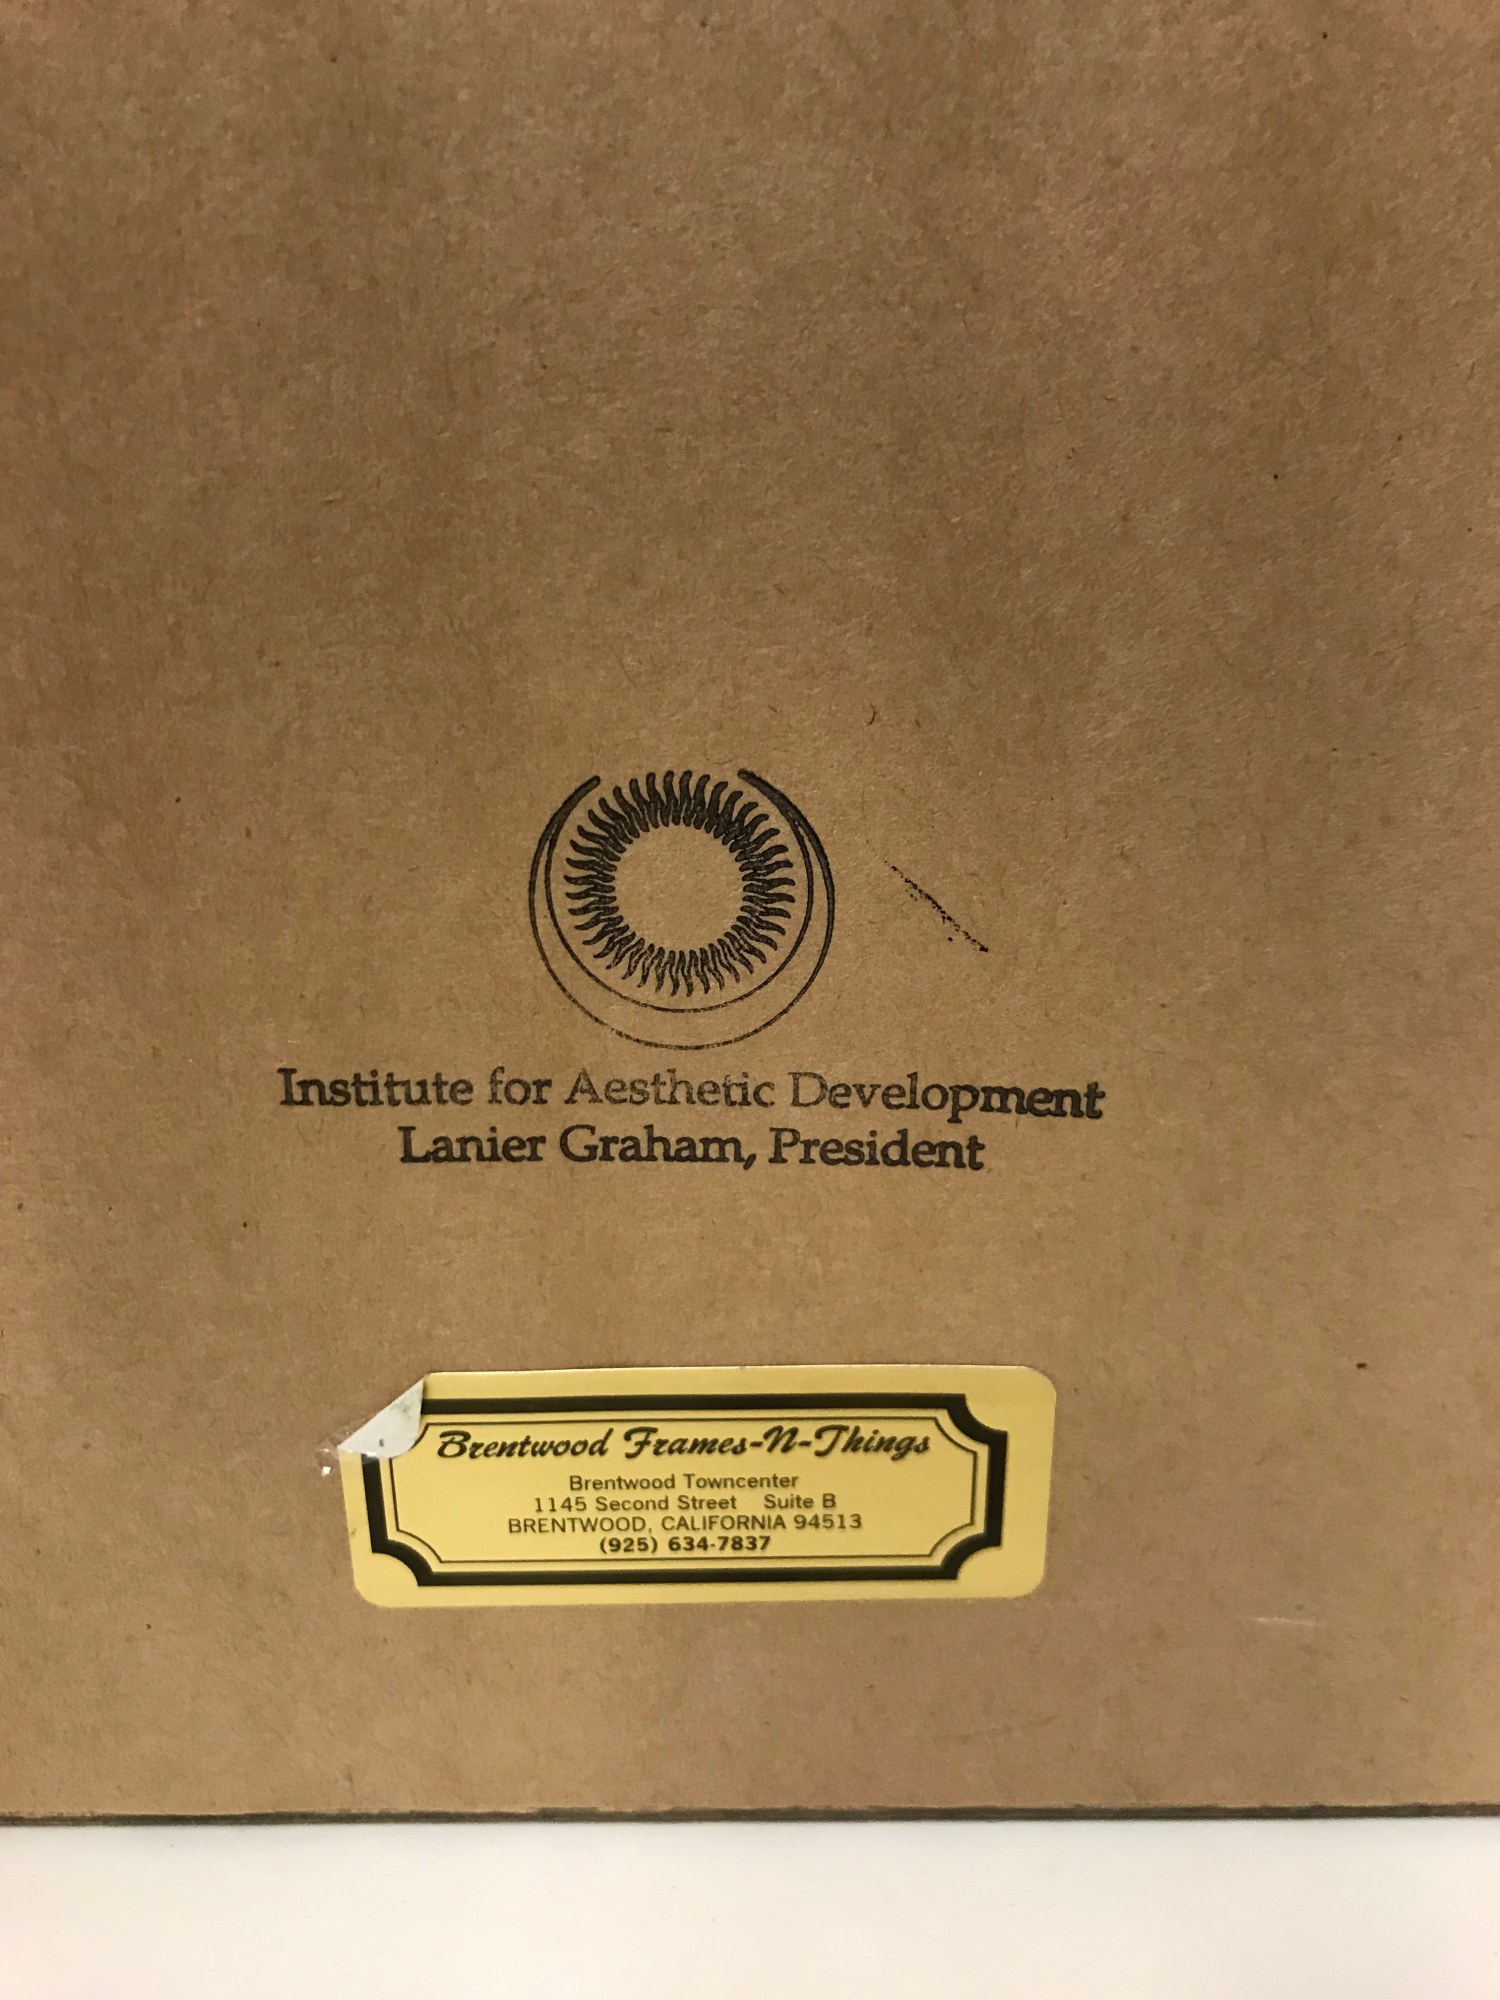 Institute for Aesthetic Development
Lanier Graham, President
Brentwood Frames-N-Things
Brentwood Towncenter
1145 Second Street Suite B
BRENTWOOD, CALIFORNIA 94513
(925) 634-7837